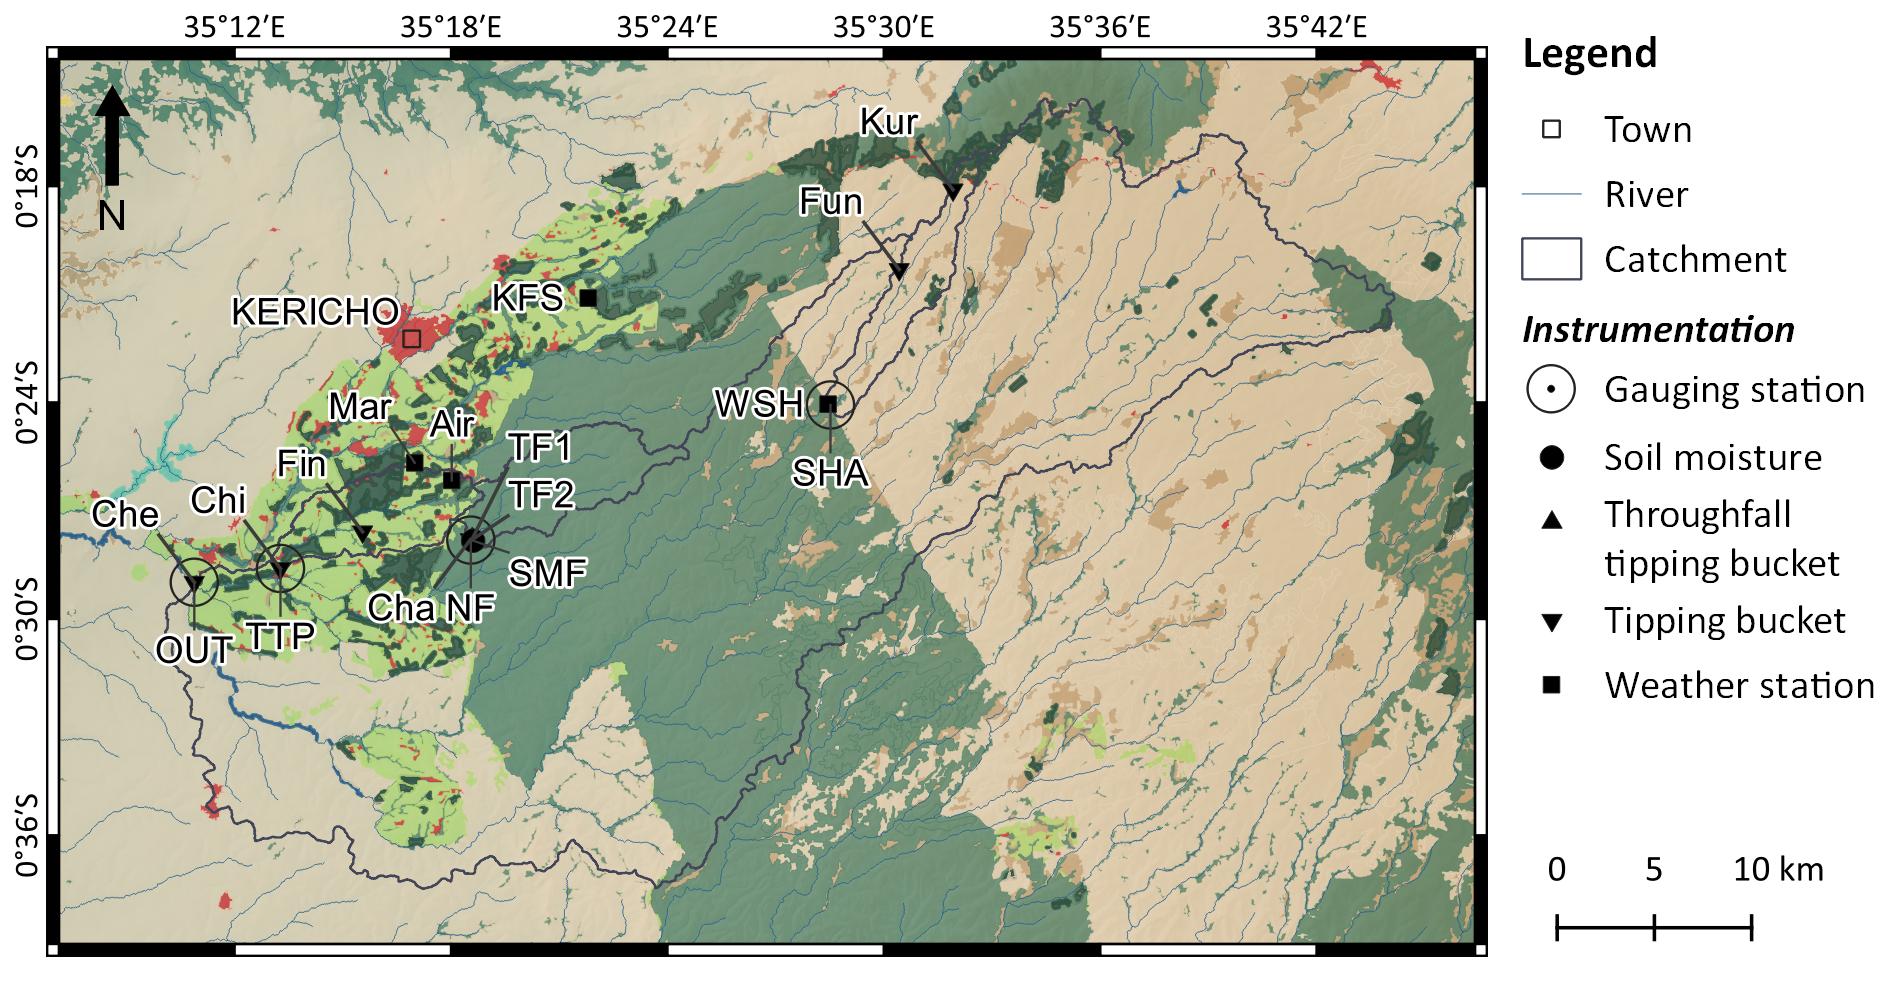 35°12′E 35°18′E 35°24′E 35°30′E 35°36′E 35°42′E
0°18′S
0°24′S
0°30′S
0°36′S
N
Kur
Fun
KFS
KERICHO
Mar
Air
WSH
TF1
Fin
SHA
TF2
Chi
Che
SMF
Cha NF
TTP
OUT
Legend
Town
River
Catchment
Instrumentation
Gauging station
Soil moisture
Throughfall
tipping bucket
Tipping bucket
Weather station
0 5 10 km